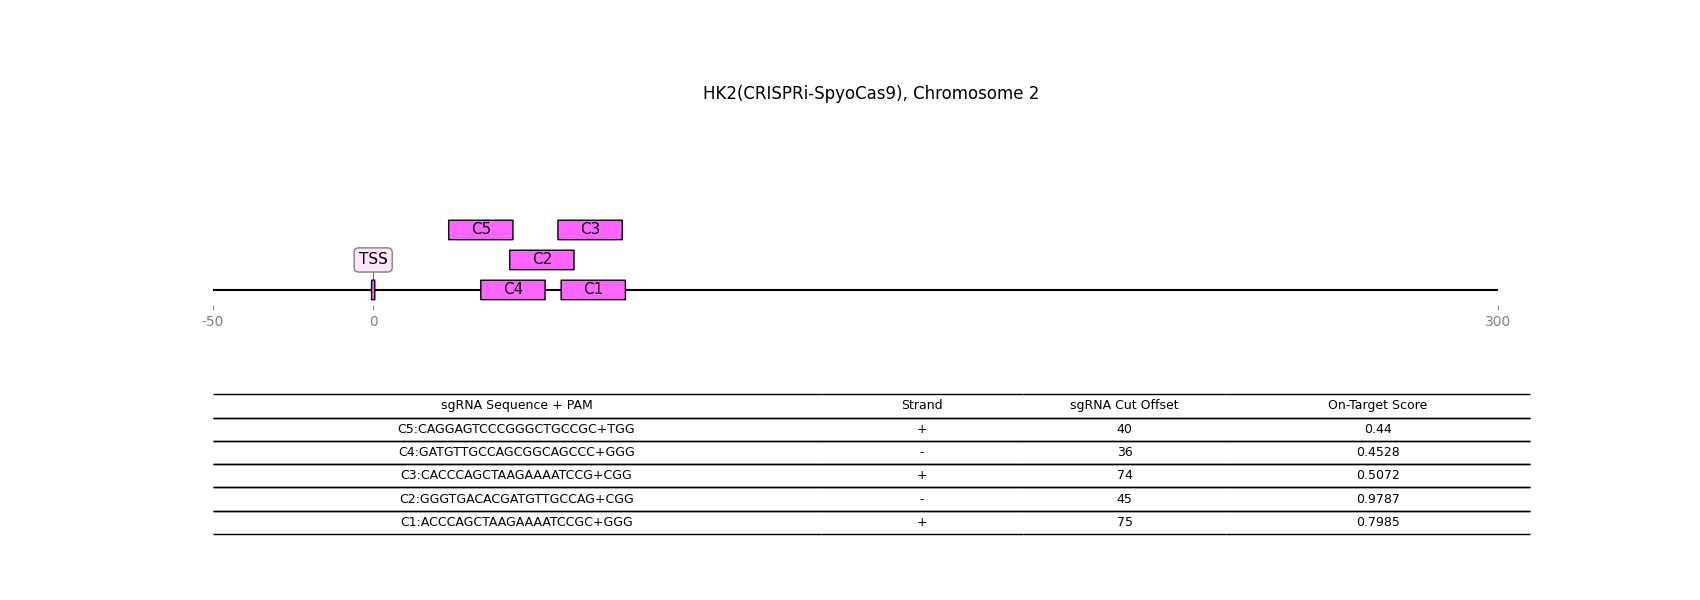 HK2(CRISPRi-SpyoCas9), Chromosome 2
C5 C3
TSS C2
C4 C1
-50 0 300
sgRNA Sequence + PAM Strand sgRNA Cut Offset On-Target Score
C5:CAGGAGTCCCGGGCTGCCGC+TGG + 40 0.44
C4:GATGTTGCCAGCGGCAGCCC+GGG - 36 0.4528
C3:CACCCAGCTAAGAAAATCCG+CGG + 74 0.5072
C2:GGGTGACACGATGTTGCCAG+CGG - 45 0.9787
C1:ACCCAGCTAAGAAAATCCGC+GGG + 75 0.7985